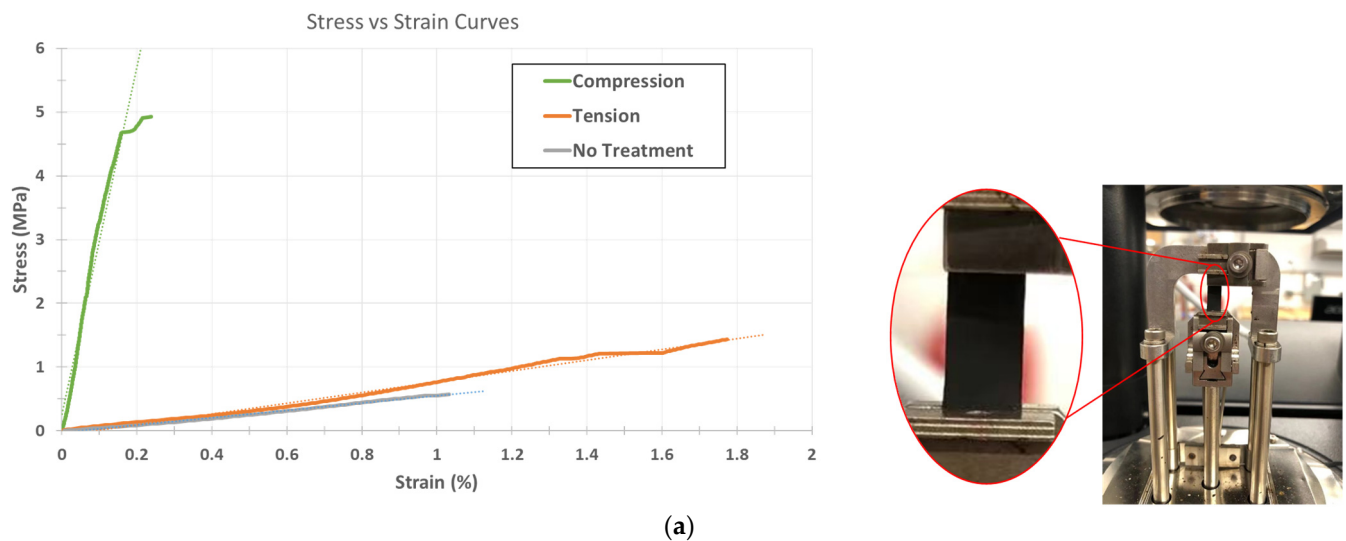 Stress vs Strain Curves
6
5
4
3
2
1
0
Stress (MPa)
Compression
Tension
No Treatment
0 0.2 0.4 0.6 0.8 1 1.2 1.4 1.6 1.8 2
Strain (%)
(a)